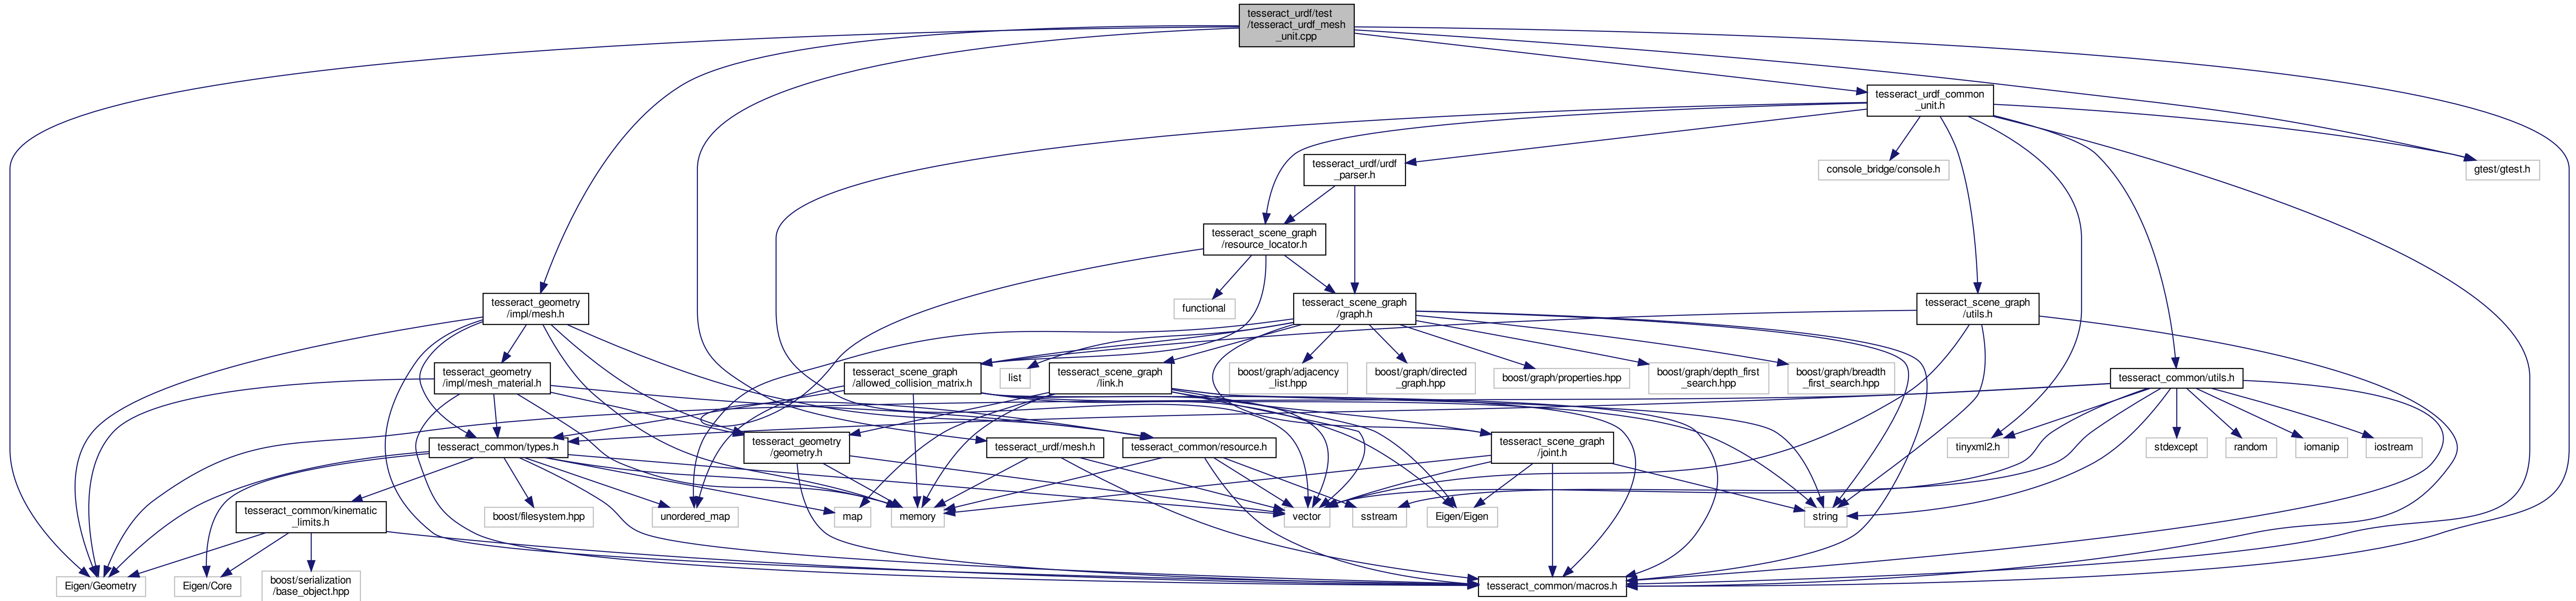 tesseract_urdf/test
/tesseract_urdf_mesh
_unit.cpp
tesseract_urdf_common
_unit.h
tesseract_urdf/urdf
_parser.h
console_bridge/console.h
gtest/gtest.h
tesseract_scene_graph
/resource_locator.h
tesseract_geometry
/impl/mesh.h
functional
tesseract_scene_graph
/graph.h
tesseract_scene_graph
/utils.h
tesseract_geometry
/impl/mesh_material.h
tesseract_scene_graph
/allowed_collision_matrix.h
list
tesseract_scene_graph
/link.h
boost/graph/adjacency
_list.hpp
boost/graph/directed
_graph.hpp
boost/graph/properties.hpp
boost/graph/depth_first
_search.hpp
boost/graph/breadth
_first_search.hpp
tesseract_common/utils.h
tesseract_common/types.h
tesseract_geometry
/geometry.h
tesseract_urdf/mesh.h
tesseract_common/resource.h
tesseract_scene_graph
/joint.h
tinyxml2.h
stdexcept
random
iomanip
iostream
tesseract_common/kinematic
_limits.h
boost/filesystem.hpp
unordered_map
map
memory
vector
sstream
Eigen/Eigen
string
Eigen/Geometry
Eigen/Core
boost/serialization
/base_object.hpp
tesseract_common/macros.h